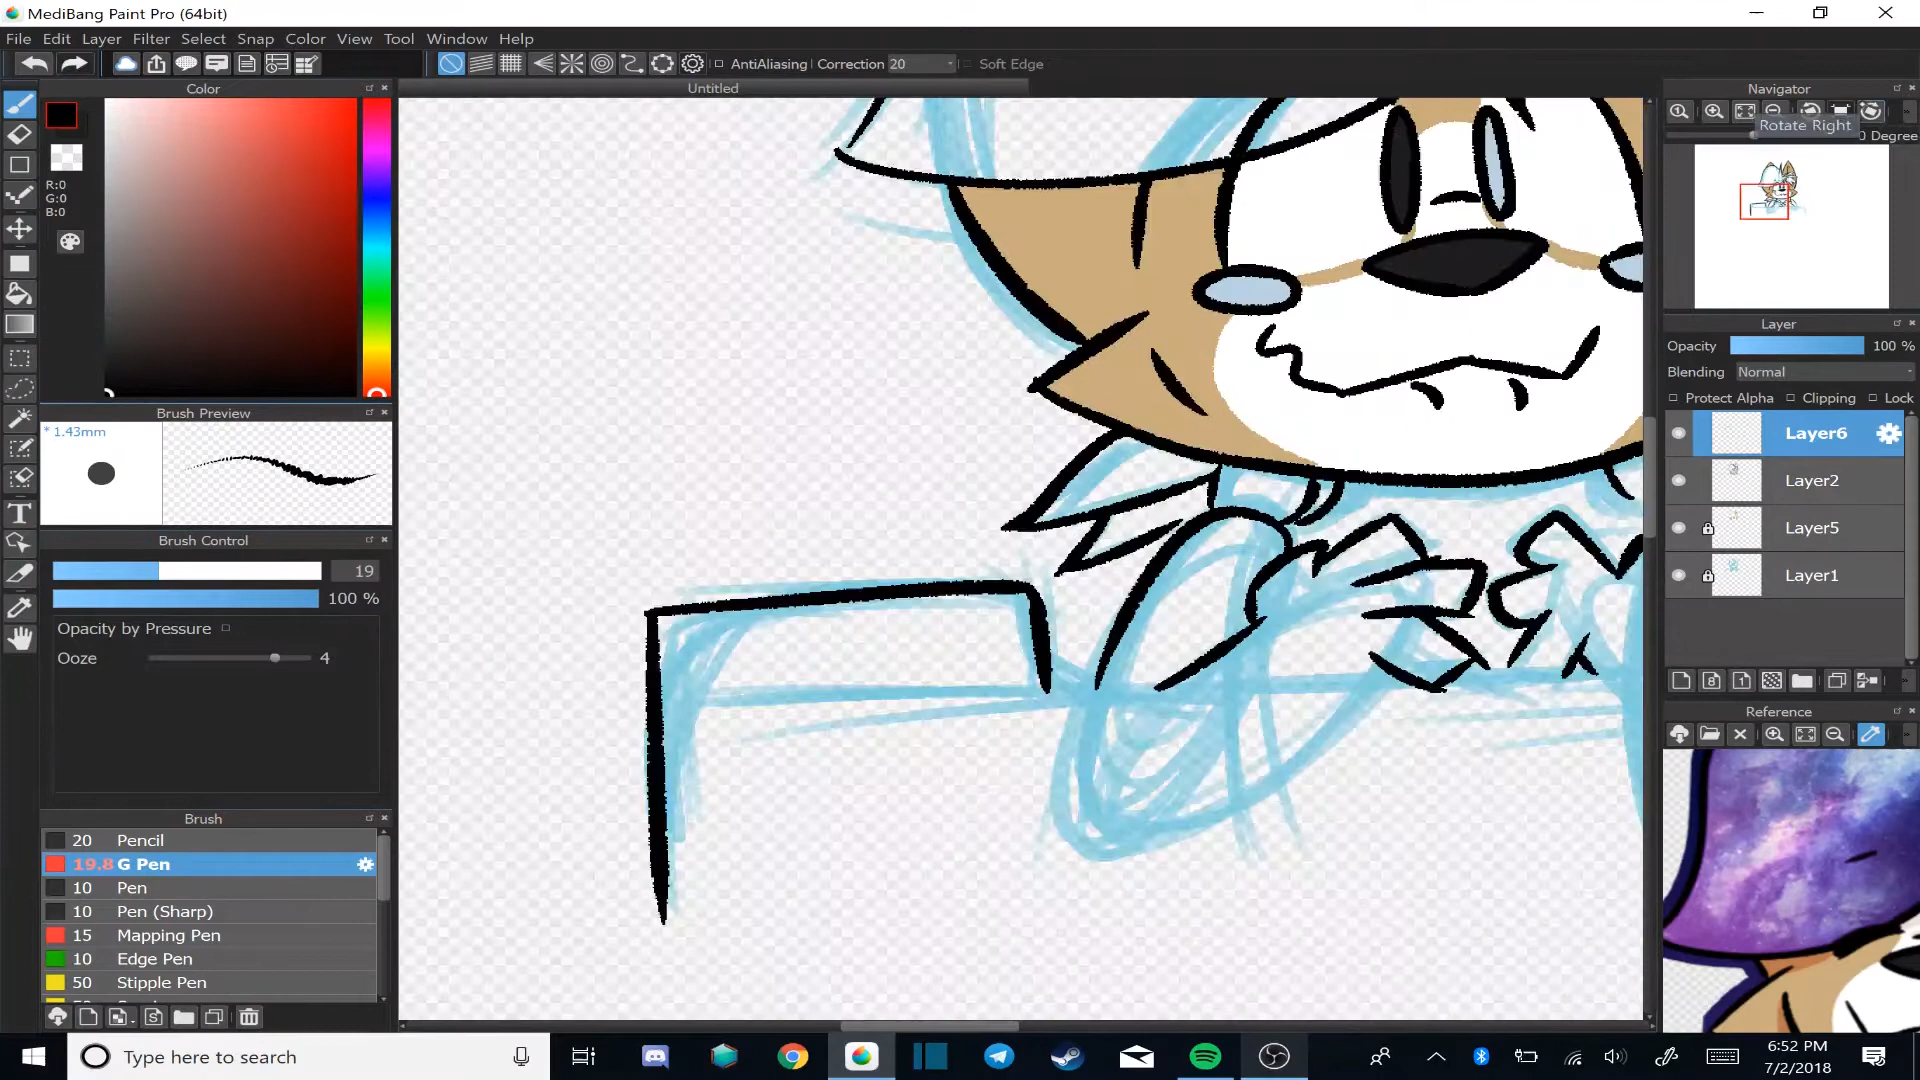 MediBang Paint Pro (64bit)
File Edit Layer Filter Select Snap Color View Tool Window Help
AntiAliasing Correction 20 Soft Edge
Color
Untitled
Navigator
Rotate Right
0 Degree
R:0
G:0
B:0
Layer
Opacity 100 %
Blending Normal
Protect Alpha Clipping Lock
Layer6
Layer2
Layer5
Layer1
Brush Preview
* 1.43mm
Brush Control
19
100 %
Opacity by Pressure
Ooze 4
Reference
Brush
20 Pencil
19.8 G Pen
10 Pen
10 Pen (Sharp)
15 Mapping Pen
10 Edge Pen
50 Stipple Pen
Type here to search
6:52 PM
7/2/2018